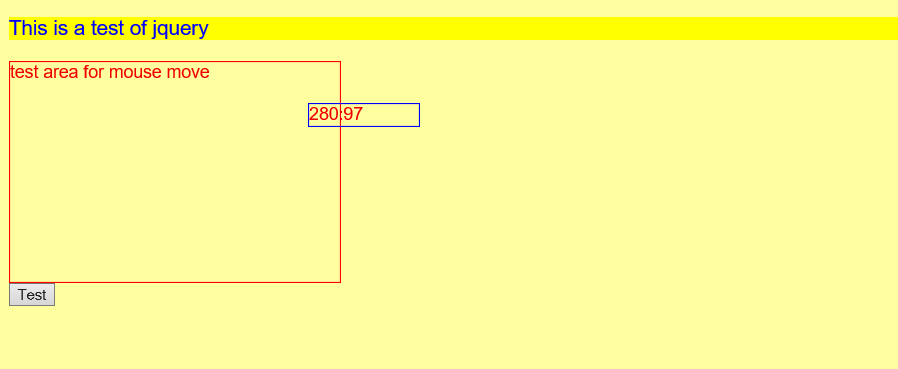 This is a test of jquery
test area for mouse move
280:97
Test